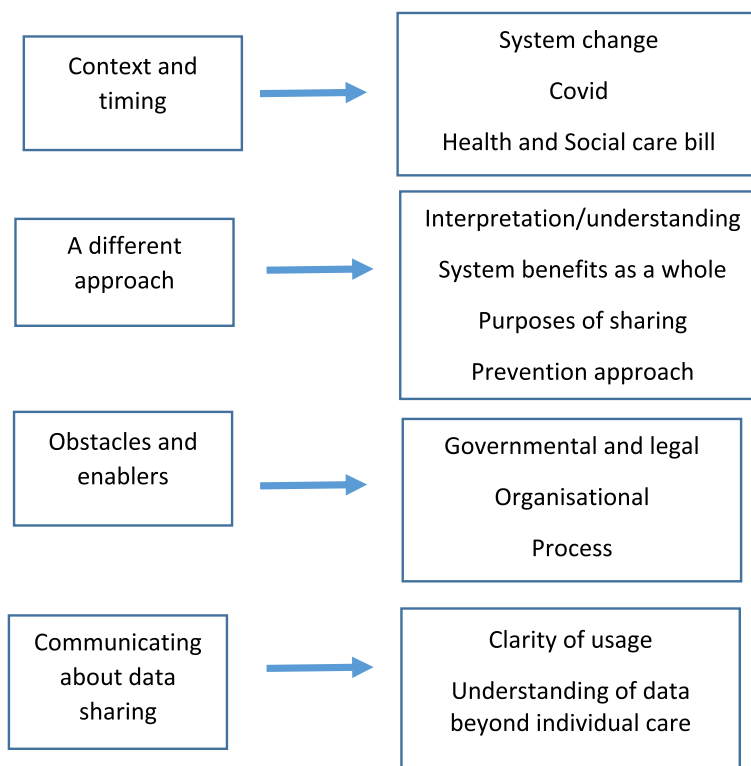 Context and
timing
System change
Covid
Health and Social care bill
A different
approach
Interpretation/understanding
System benefits as a whole
Purposes of sharing
Prevention approach
Obstacles and
enablers
Governmental and legal
Organisational
Process
Communicating
about data
sharing
Clarity of usage
Understanding of data
beyond individual care